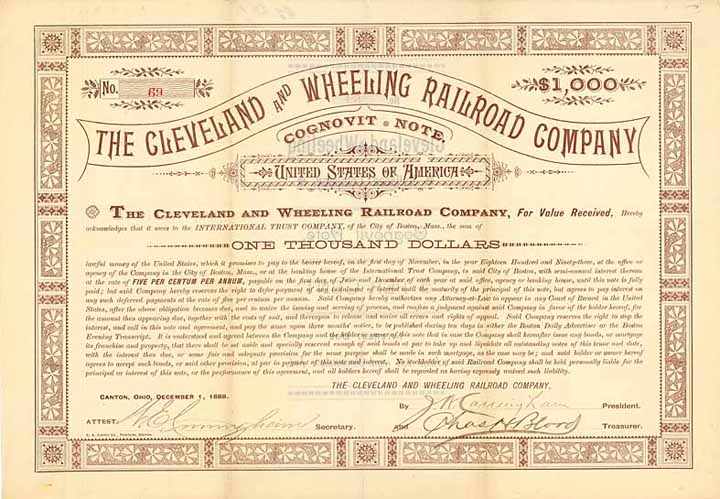 No. 69
$1,000
THE CLEVELAND AND WHEELING RAILROAD COMPANY
COGNOVIT NOTE.
UNITED STATES OF AMERICA
THE CLEVELAND AND WHEELING RAILROAD COMPANY, For Value Received, Hereby
acknowledges that it owes to the INTERNATIONAL TRUST COMPANY, of the City of Boston, Mass., the sum of
ONE THOUSAND DOLLARS
lawful money of the United States, which it promises to pay to the bearer hereof, in the first day of November, in the year Eighteen Hundred and Ninety-three, at the office or
agency of the Company in the City of Boston, Mass., or at the banking house of the International Trust Company, in said City of Boston, with semi-annual interest thereon
at the rate of FIVE PER CENTUM PER ANNUM, payable on the first day of June and December of each year at said office, agency or banking house, until this note is fully
paid; but said Company hereby reserves the right to defer payment of any instalment of interest until the maturity of the principal of this note, but agrees to pay interest on
any such deferred payments at the rate of five per centum per annum. Said Company hereby authorizes any Attorney-at-Law to appear in any Court of Record in the United
States, after the above obligation becomes due, and to waive the issuing and service of process, and confess a judgment against said Company in favor of the holder hereof, for
the amount then appearing due, together with the costs of suit, and thereupon to release and waive all errors and rights of appeal. Said Company reserves the right to stop the
interest, and call in this note and agreement, and pay the same upon three months' notice, to be published during ten days in either the Boston Daily Advertiser or the Boston
Evening Transcript. It is understood and agreed between the Company and the holder or owner of this note that in case the Company shall hereafter issue any bonds, or mortgage
its franchise and property, that there shall be set aside and specially reserved enough of said bonds at par to take up and liquidate all outstanding notes of this issue and date,
with the interest then due, or some fair and adequate provision for the same purpose shall be made in such mortgage, as the case may be; and said holder or owner hereof
agrees to accept such bonds, or said other provision, at par in payment of this note and interest. No stockholder of said Railroad Company shall be held personally liable for the
principal or interest of this note, or the performance of this agreement, and all holders hereof shall be regarded as having expressly waived such liability.
THE CLEVELAND AND WHEELING RAILROAD COMPANY.
CANTON, OHIO, DECEMBER 1, 1888.
By President.
ATTEST: Secretary. and Chas H Blood Treasurer.